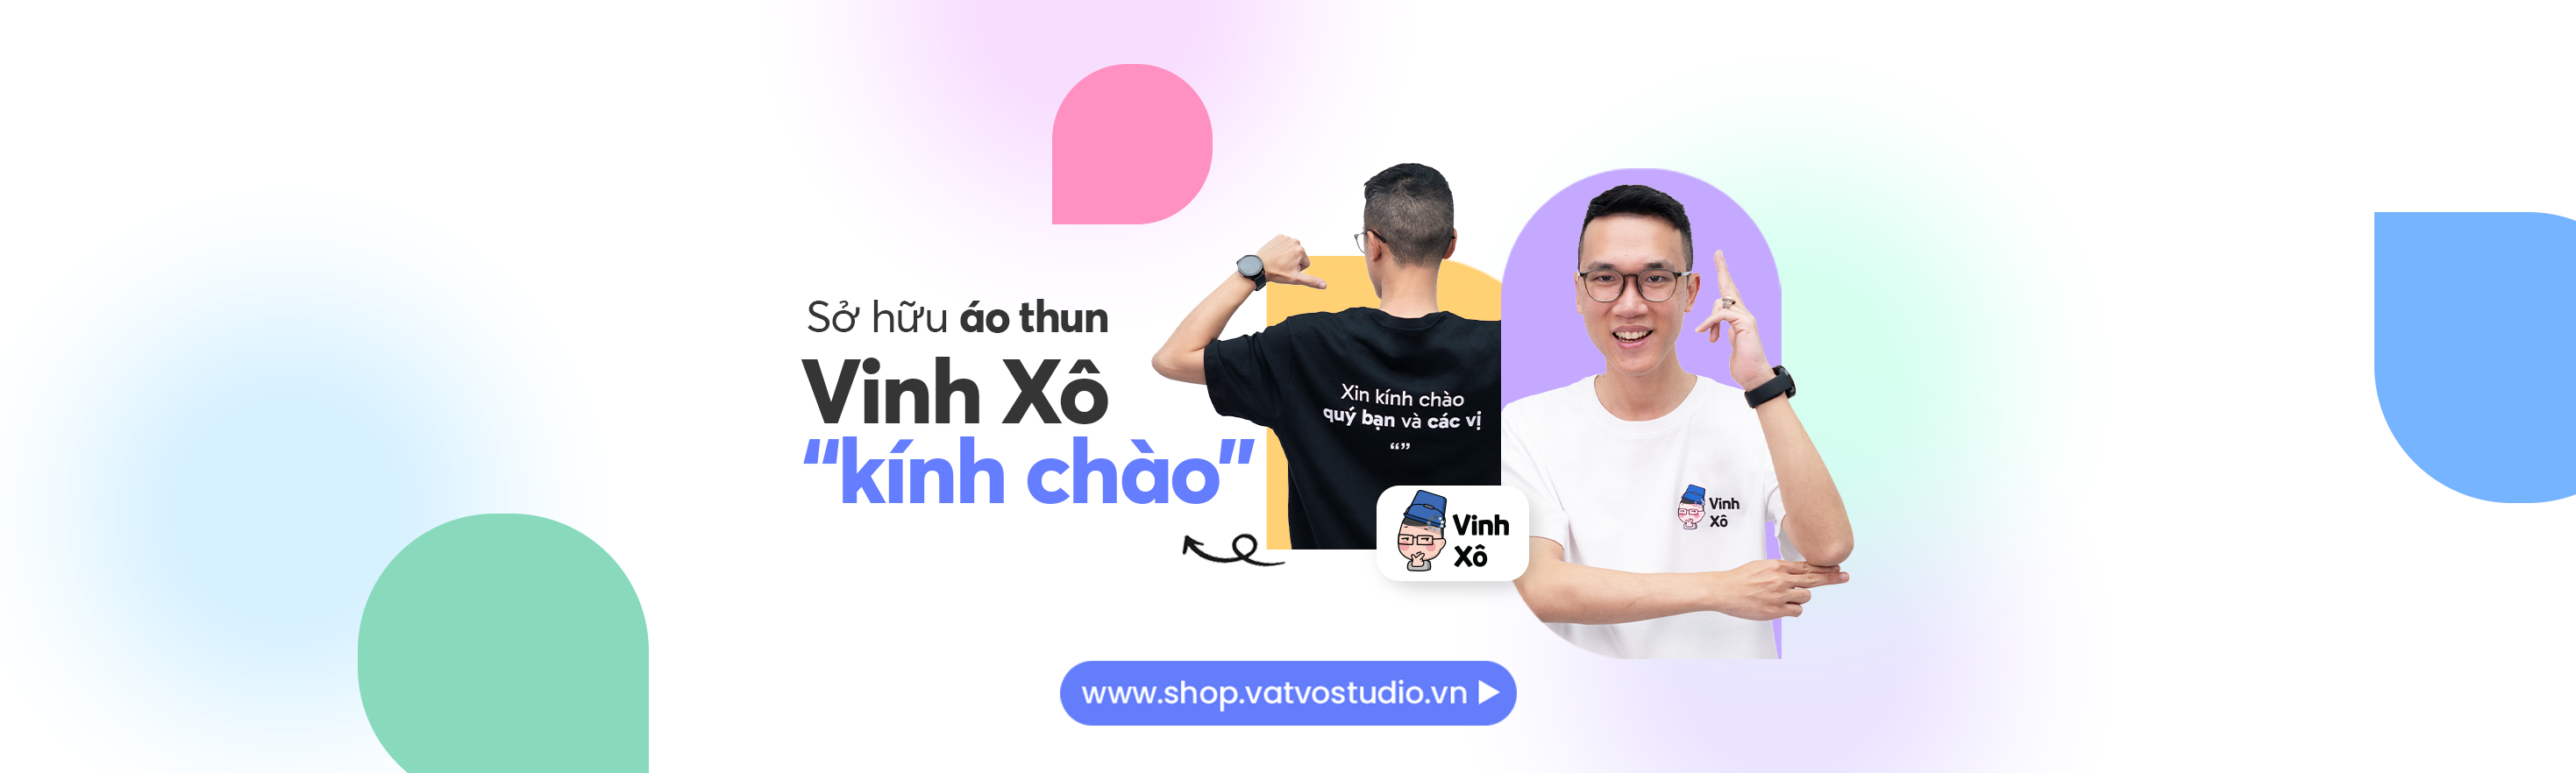 Sở hữu áo thun
Vinh Xô
“kính chào”
Xin kính chào
quý bạn và các vị
“”
Vinh
Xô
Vinh
Xô
www.shop.vatvostudio.vn